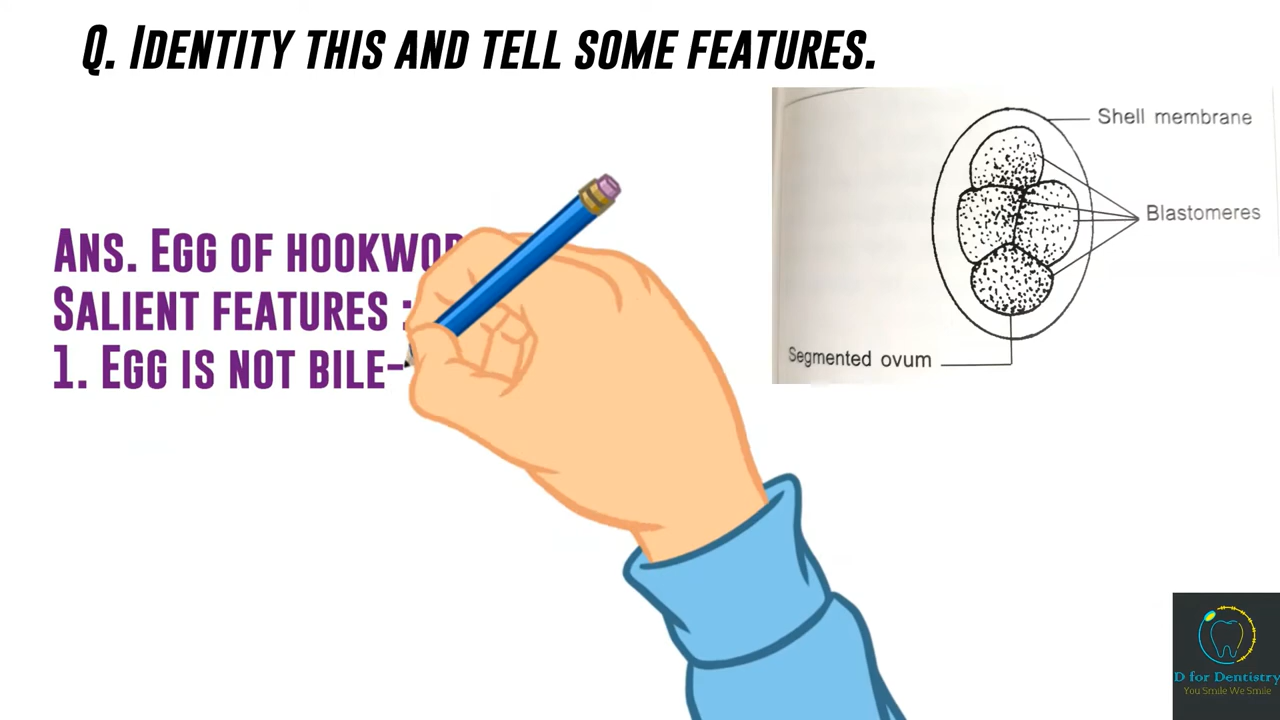 Q. IDENTITY THIS AND TELL SOME FEATURES.
Shell membrane
Blastomeres
Segmented ovum
ANS. EGG OF
SALIENT FEATURES :
1. EGG IS NOT BILE-
D for Dentistry
You Smile We Smile